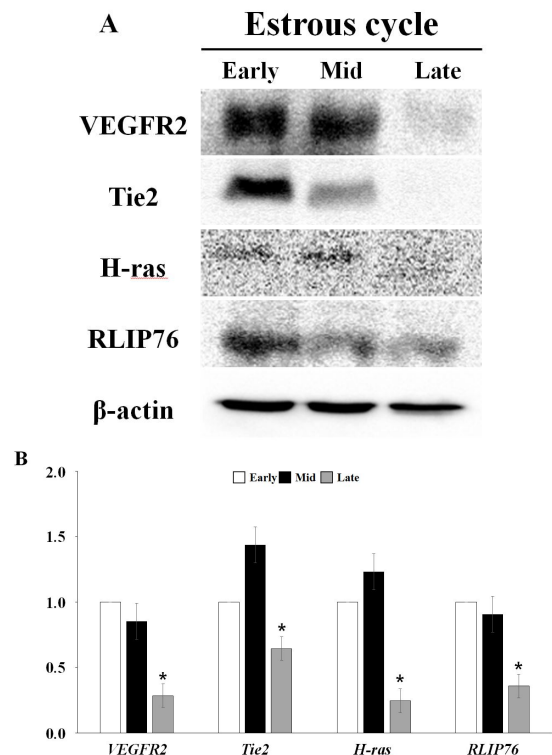 A
Estrous cycle
Early Mid Late
VEGFR2
Tie2
H-ras
RLIP76
β-actin
B
2.0
Early Mid Late
1.5
1.0
0.5
0.0
* * * *
VEGFR2 Tie2 H-ras RLIP76